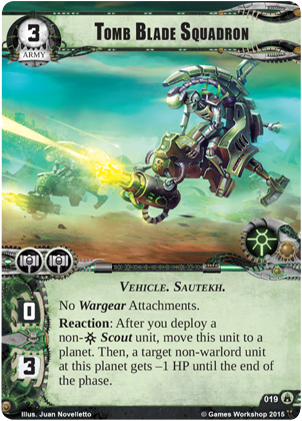 3
TOMB BLADE SQUADRON
ARMY
0
3
VEHICLE. SAUTEKH.
No Wargear Attachments.
Reaction: After you deploy a
non- Scout unit, move this unit to a
planet. Then, a target non-warlord unit
at this planet gets –1 HP until the end of
the phase.
019
Illus. Juan Novelletto
© Games Workshop 2015